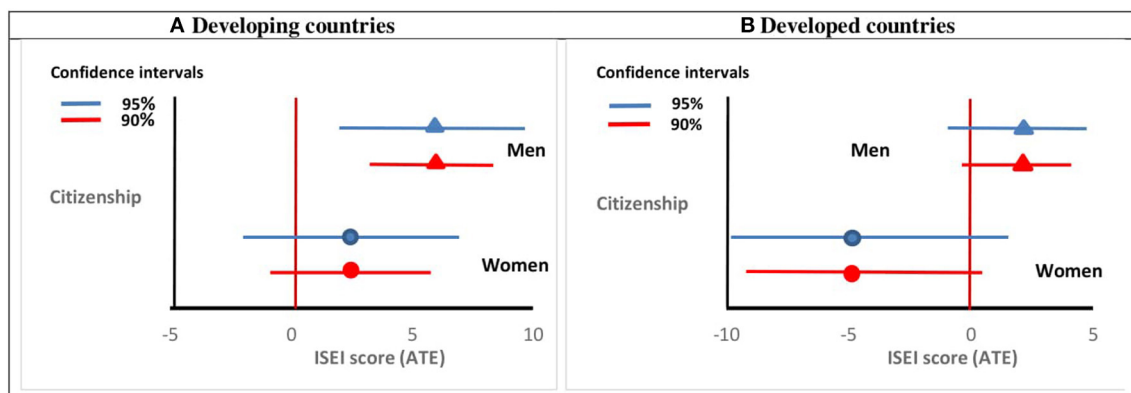 A Developing countries
Confidence intervals
95%
90%
Men
Citizenship
Women
-5 0 5 10
ISEI score (ATE)
B Developed countries
Confidence intervals
95%
90%
Men
Citizenship
Women
-10 -5 0 5
ISEI score (ATE)